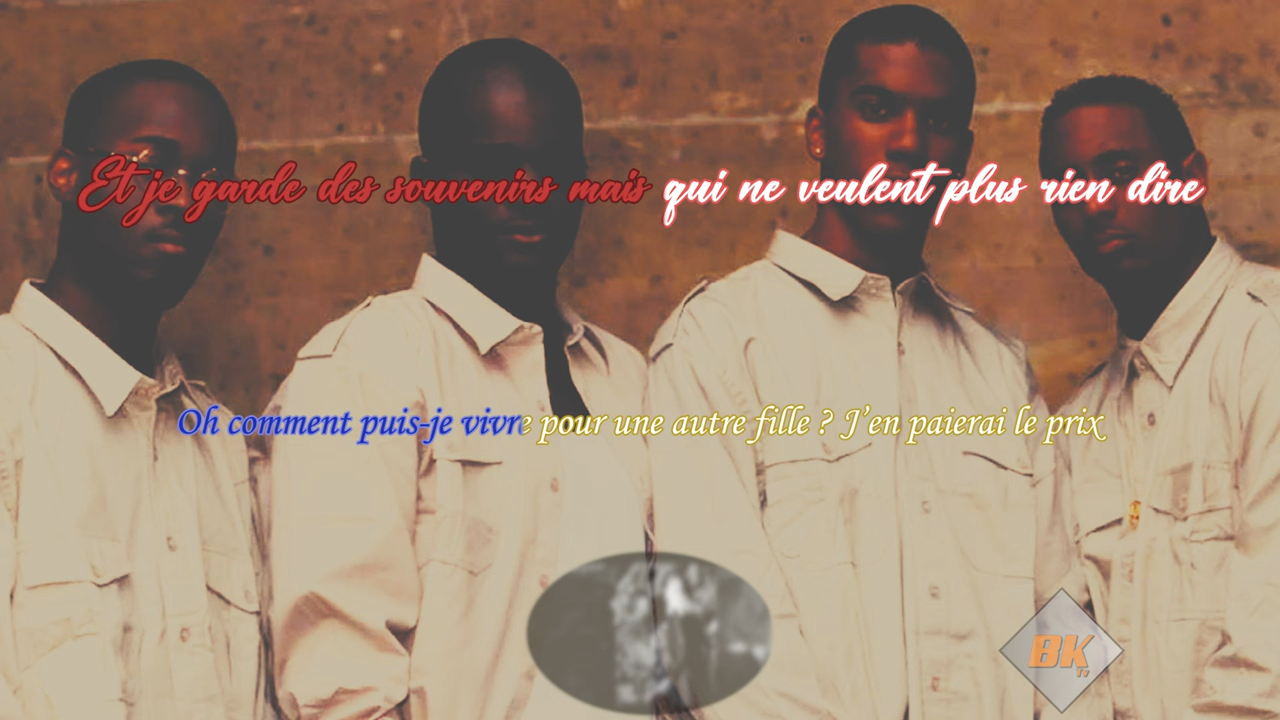 Et je garde des souvenirs mais qui ne veulent plus rien dire
Oh comment puis-je vivre pour une autre fille ? J'en paierai le prix
BK
TV